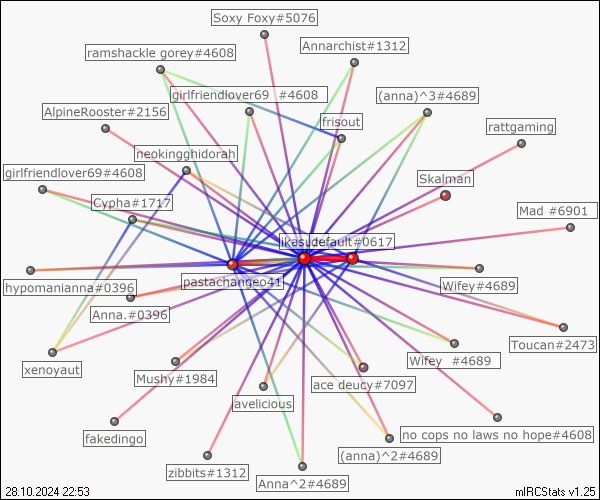 Soxy Foxy#5076
ramshackle gorey#4608
Annarchist#1312
girlfriendlover69 #4608
(anna)^3#4689
AlpineRooster#2156
frisout
rattgaming
neokingghidorah
girlfriendlover69#4608
Skalman
Cypha#1717
Mad #6901
likesudefault#0617
hypomanianna#0396
pastachangeo41
Wifey#4689
Anna.#0396
Toucan#2473
xenoyaut
Wifey #4689
Mushy#1984
ace deucy#7097
avelicious
fakedingo
no cops no laws no hope#4608
zibbits#1312
(anna)^2#4689
Anna^2#4689
28.10.2024 22:53
mIRCStats v1.25